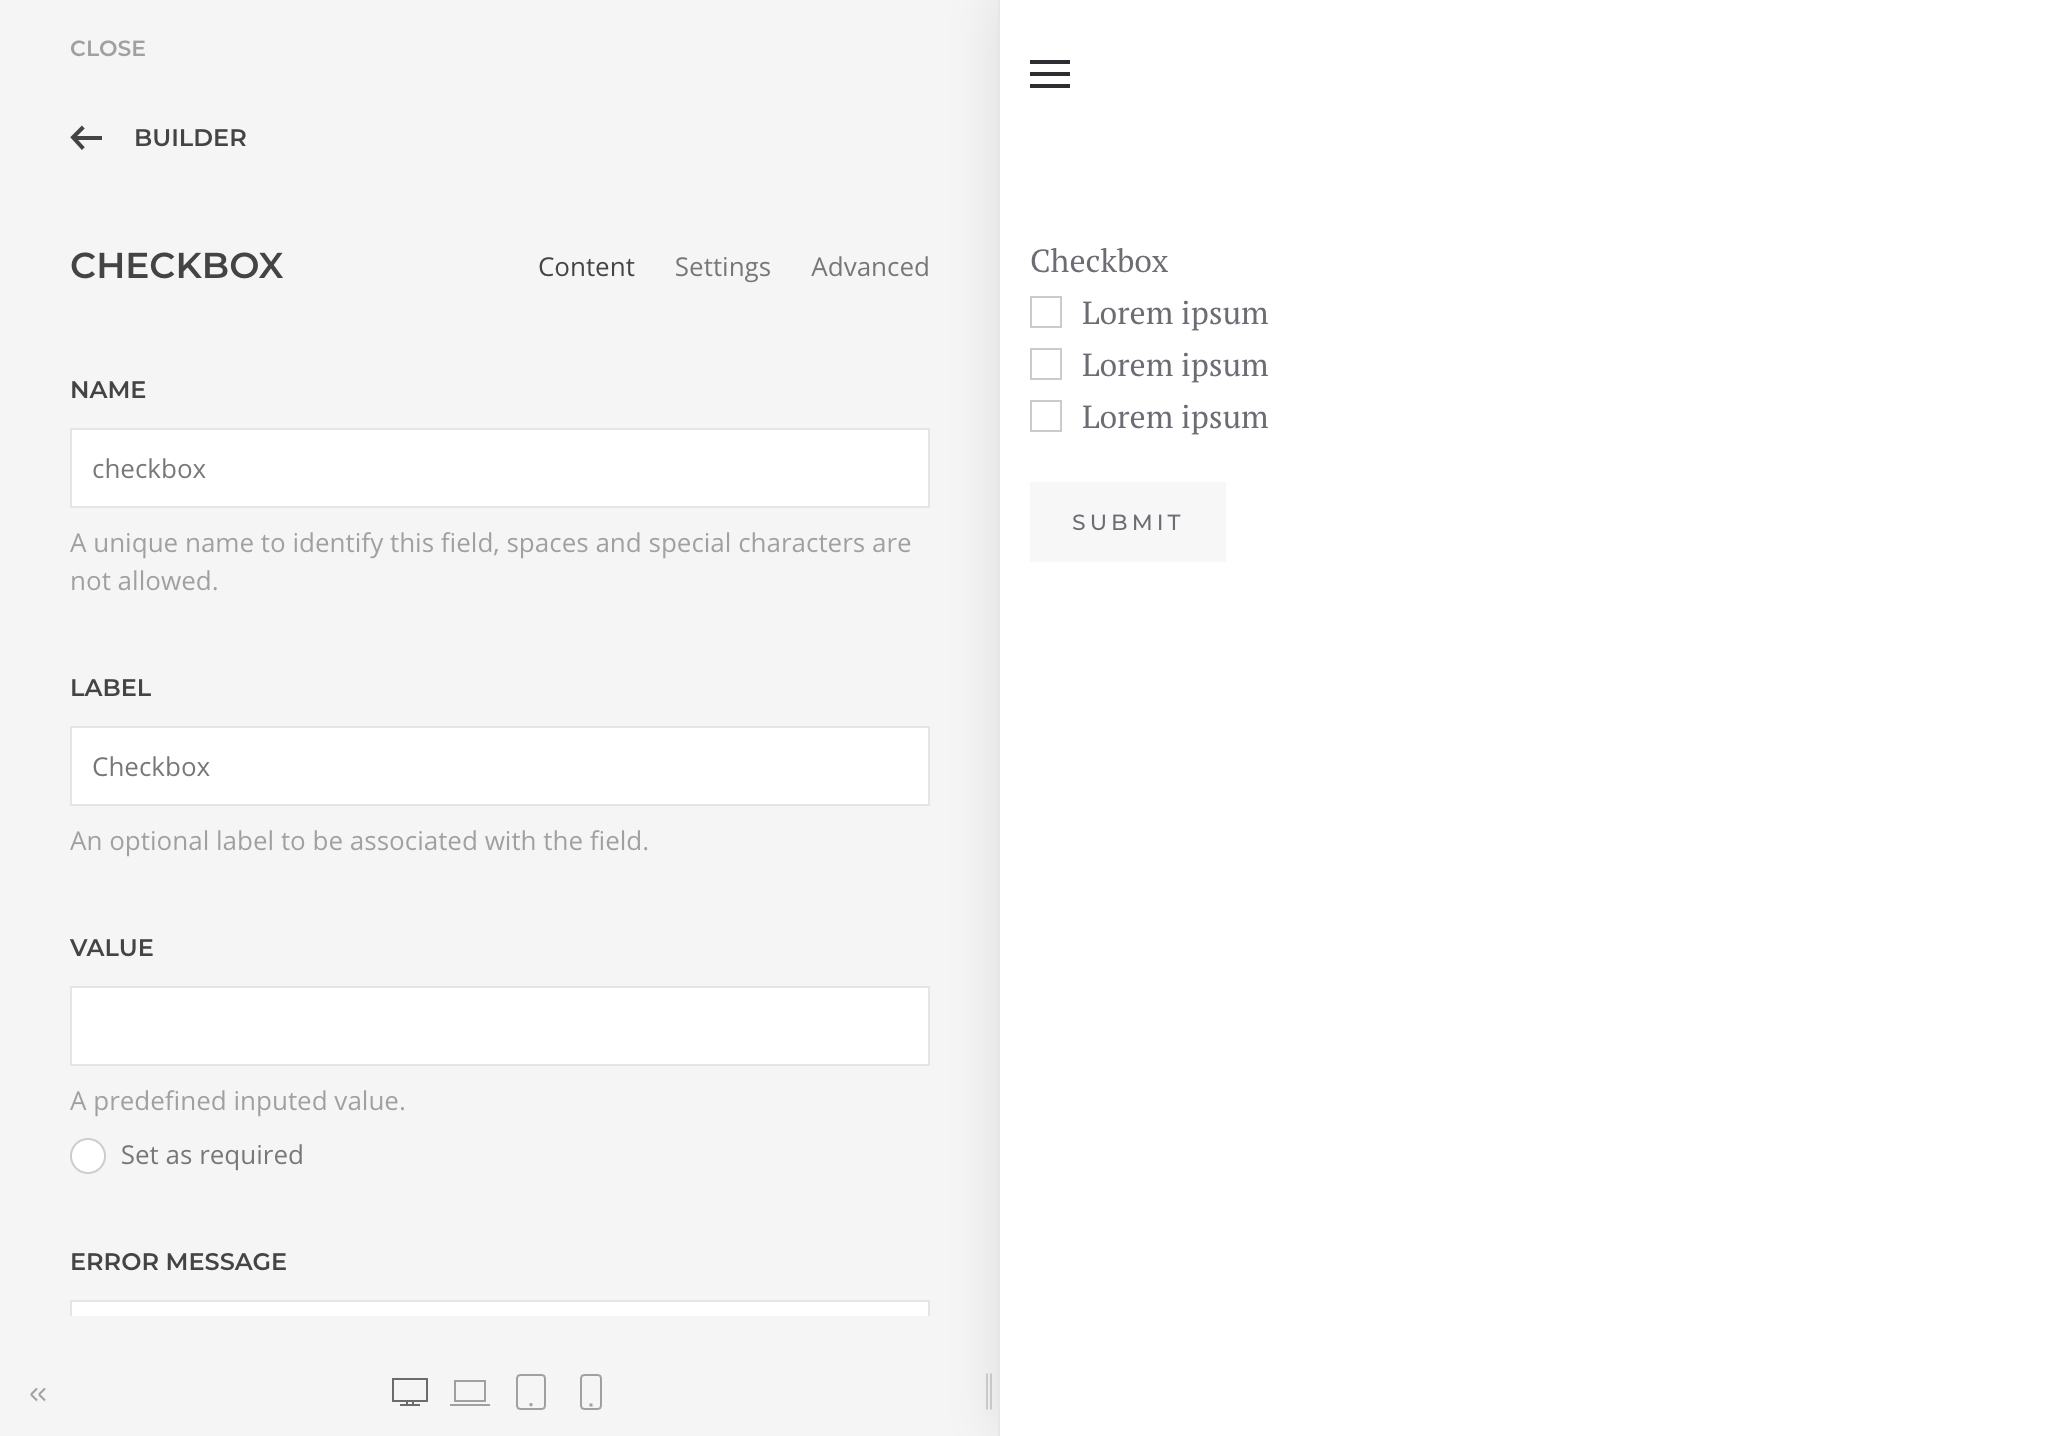 CLOSE
BUILDER
CHECKBOX
Content Settings Advanced
NAME
checkbox
A unique name to identify this field, spaces and special characters are
not allowed.
LABEL
Checkbox
An optional label to be associated with the field.
VALUE
A predefined inputed value.
Set as required
ERROR MESSAGE
Checkbox
Lorem ipsum
Lorem ipsum
Lorem ipsum
SUBMIT